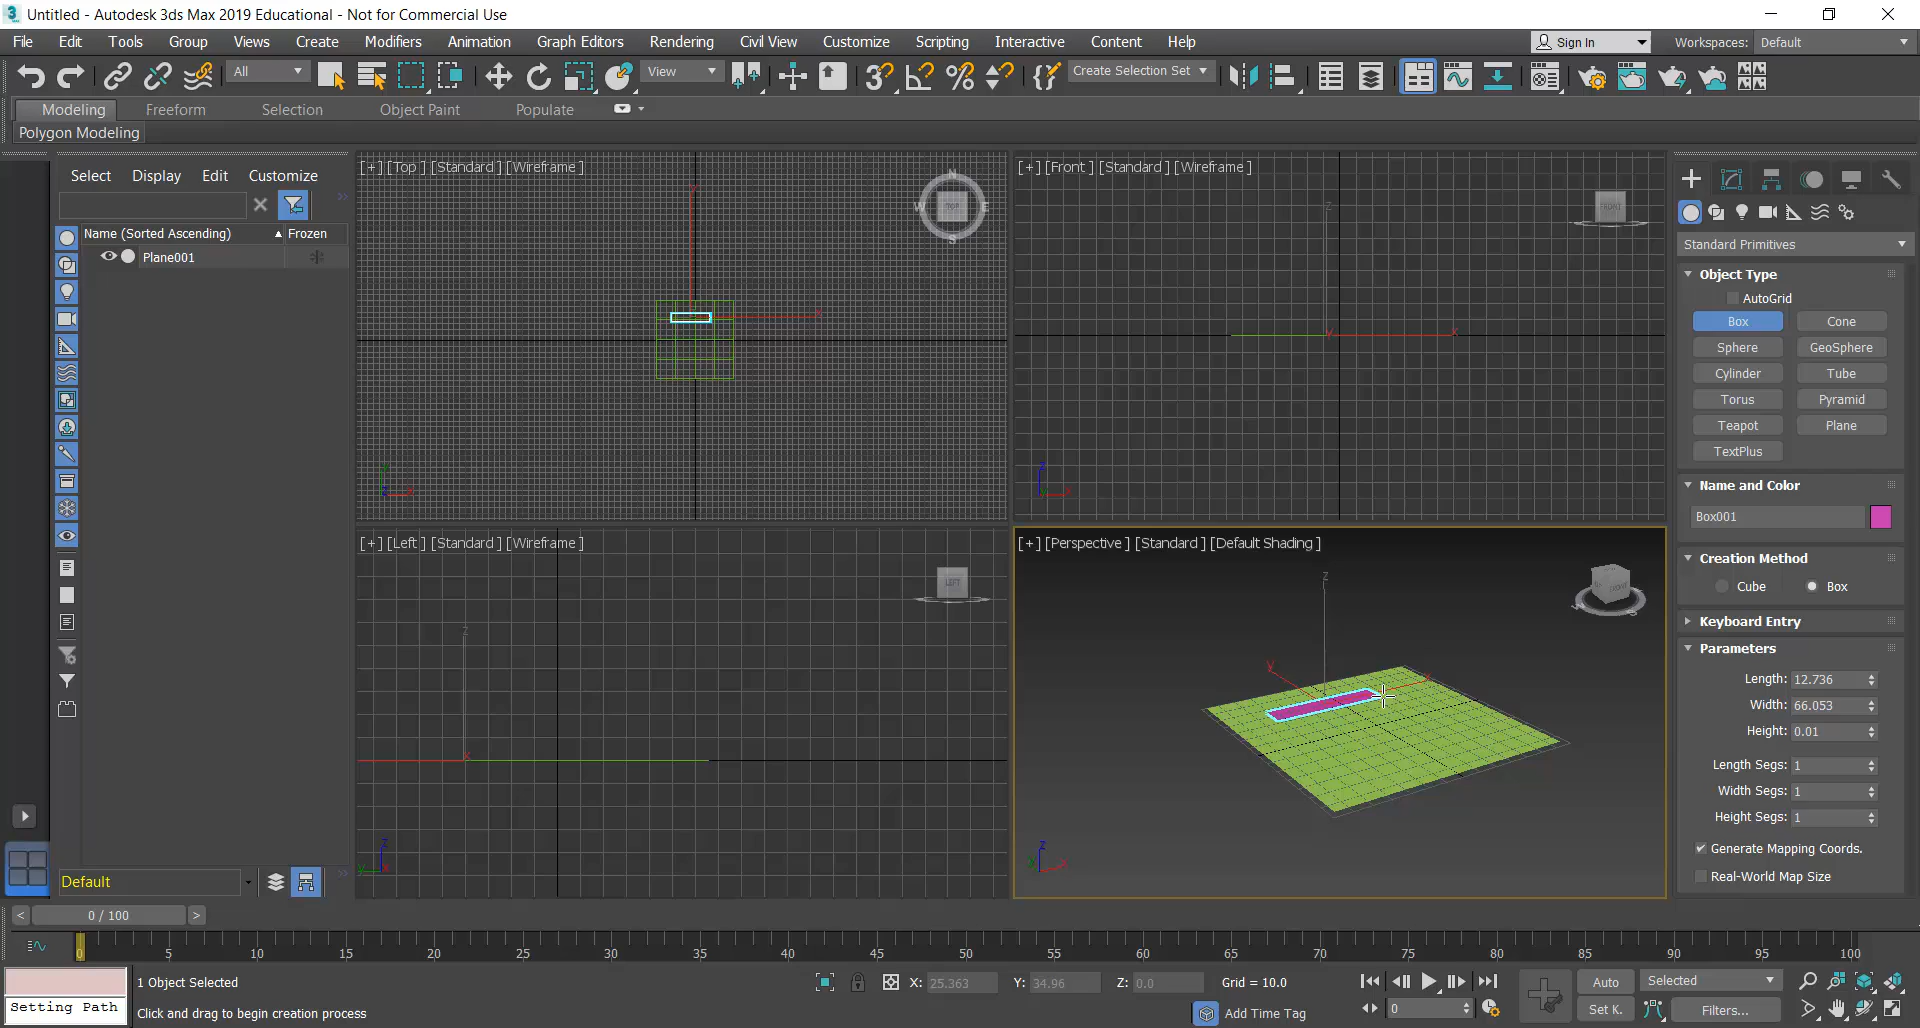 Untitled - Autodesk 3ds Max 2019 Educational - Not for Commercial Use
File Edit Tools Group Views Create Modifiers Animation Graph Editors Rendering Civil View Customize Scripting Interactive Content Help
Sign In Workspaces: Default
All View Create Selection Set
Modeling Freeform Selection Object Paint Populate
Polygon Modeling
Select Display Edit Customize
Name (Sorted Ascending) Frozen
Plane001
Default
[+] [Top ] [Standard ] [Wireframe ]
N
W TOP E
S
y
x
y
z x
[+] [Front ] [Standard ] [Wireframe ]
FRONT
z
y x
z
y x
[+] [Left ] [Standard ] [Wireframe ]
LEFT
z
x
z
y x
[+] [Perspective ] [Standard ] [Default Shading ]
W S
z
y x
z
y x
Standard Primitives
Object Type
AutoGrid
Box Cone
Sphere GeoSphere
Cylinder Tube
Torus Pyramid
Teapot Plane
TextPlus
Name and Color
Box001
Creation Method
Cube Box
Keyboard Entry
Parameters
Length: 12.736
Width: 66.053
Height: 0.01
Length Segs: 1
Width Segs: 1
Height Segs: 1
Generate Mapping Coords.
Real-World Map Size
< 0 / 100 >
0 5 10 15 20 25 30 35 40 45 50 55 60 65 70 75 80 85 90 95 100
1 Object Selected X: 25.363 Y: 34.96 Z: 0.0 Grid = 10.0 Auto Selected
Setting Path Click and drag to begin creation process Add Time Tag 0 Set K. Filters...